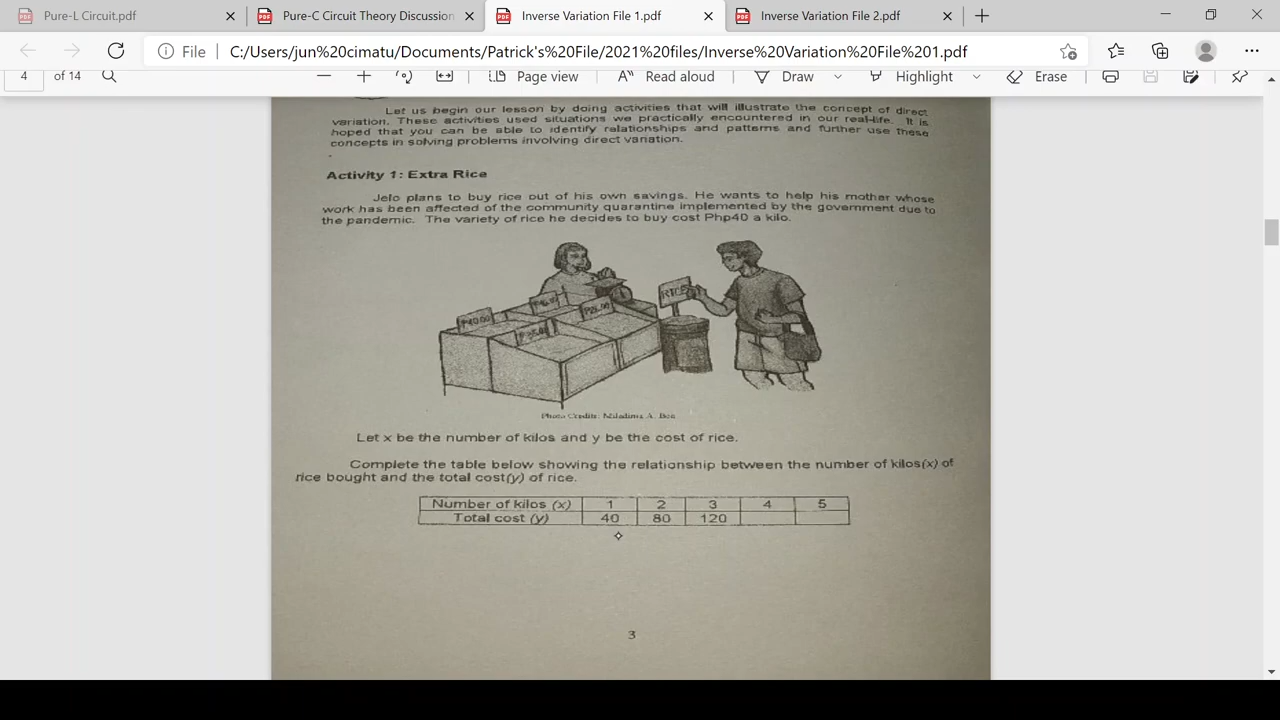 Pure-L Circuit.pdf
Pure-C Circuit Theory Discussion
Inverse Variation File 1.pdf
Inverse Variation File 2.pdf
File
C:/Users/jun%20cimatu/Documents/Patrick's%20File/2021%20files/Inverse%20Variation%20File%201.pdf
4 of 14
Page view
Read aloud
Draw
Highlight
Erase
Let us begin our lesson by doing activities that will illustrate the concept of direct
variation. These activities used situations we practically encountered in our real-life. It is
hoped that you can be able to identify relationships and patterns and further use these
concepts in solving problems involving direct variation.
Activity 1: Extra Rice
Jelo plans to buy rice out of his own savings. He wants to help his mother whose
work has been affected of the community quarantine implemented by the government due to
the pandemic. The variety of rice he decides to buy cost Php40 a kilo.
RICE
₱40.00
Photo Credits: A.
Let x be the number of kilos and y be the cost of rice.
Complete the table below showing the relationship between the number of kilos(x) of
rice bought and the total cost(y) of rice.
Number of kilos (x) 1 2 3 4 5
Total cost (y) 40 80 120
3